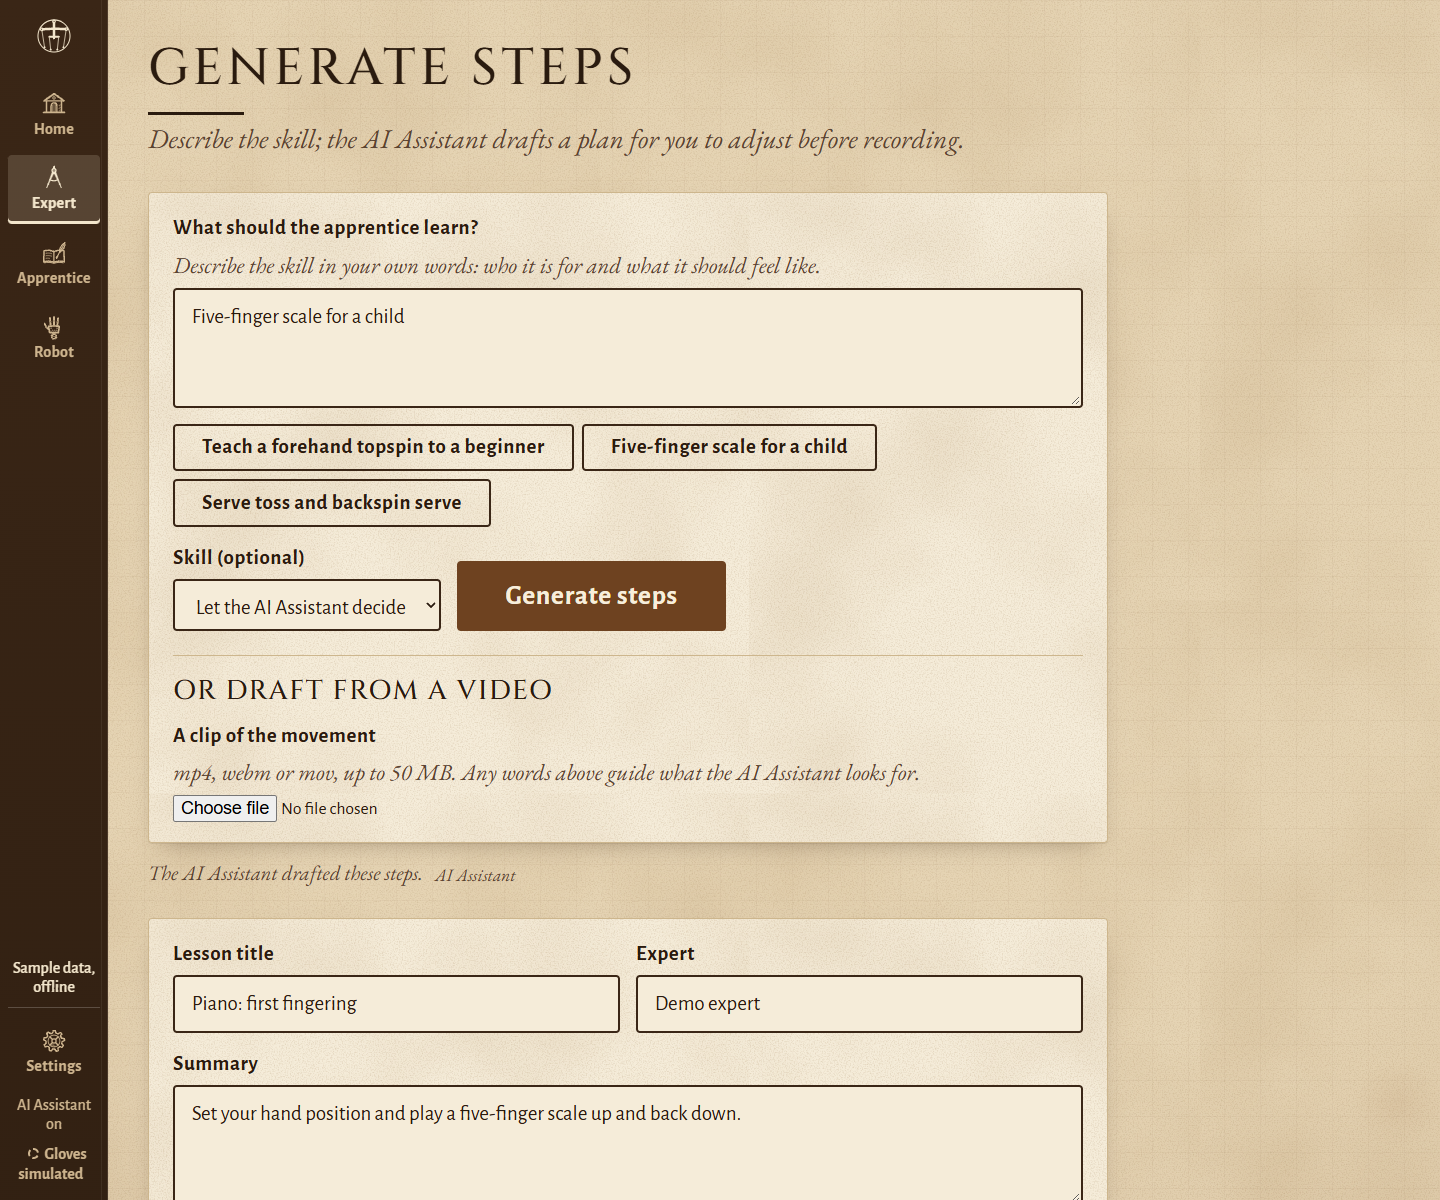 Home
Expert
Apprentice
Robot
Sample data,
offline
Settings
AI Assistant
on
Gloves
simulated
GENERATE STEPS
Describe the skill; the AI Assistant drafts a plan for you to adjust before recording.
What should the apprentice learn?
Describe the skill in your own words: who it is for and what it should feel like.
Five-finger scale for a child
Teach a forehand topspin to a beginner
Five-finger scale for a child
Serve toss and backspin serve
Skill (optional)
Let the AI Assistant decide
Generate steps
OR DRAFT FROM A VIDEO
A clip of the movement
mp4, webm or mov, up to 50 MB. Any words above guide what the AI Assistant looks for.
Choose file No file chosen
The AI Assistant drafted these steps. AI Assistant
Lesson title
Expert
Piano: first fingering
Demo expert
Summary
Set your hand position and play a five-finger scale up and back down.